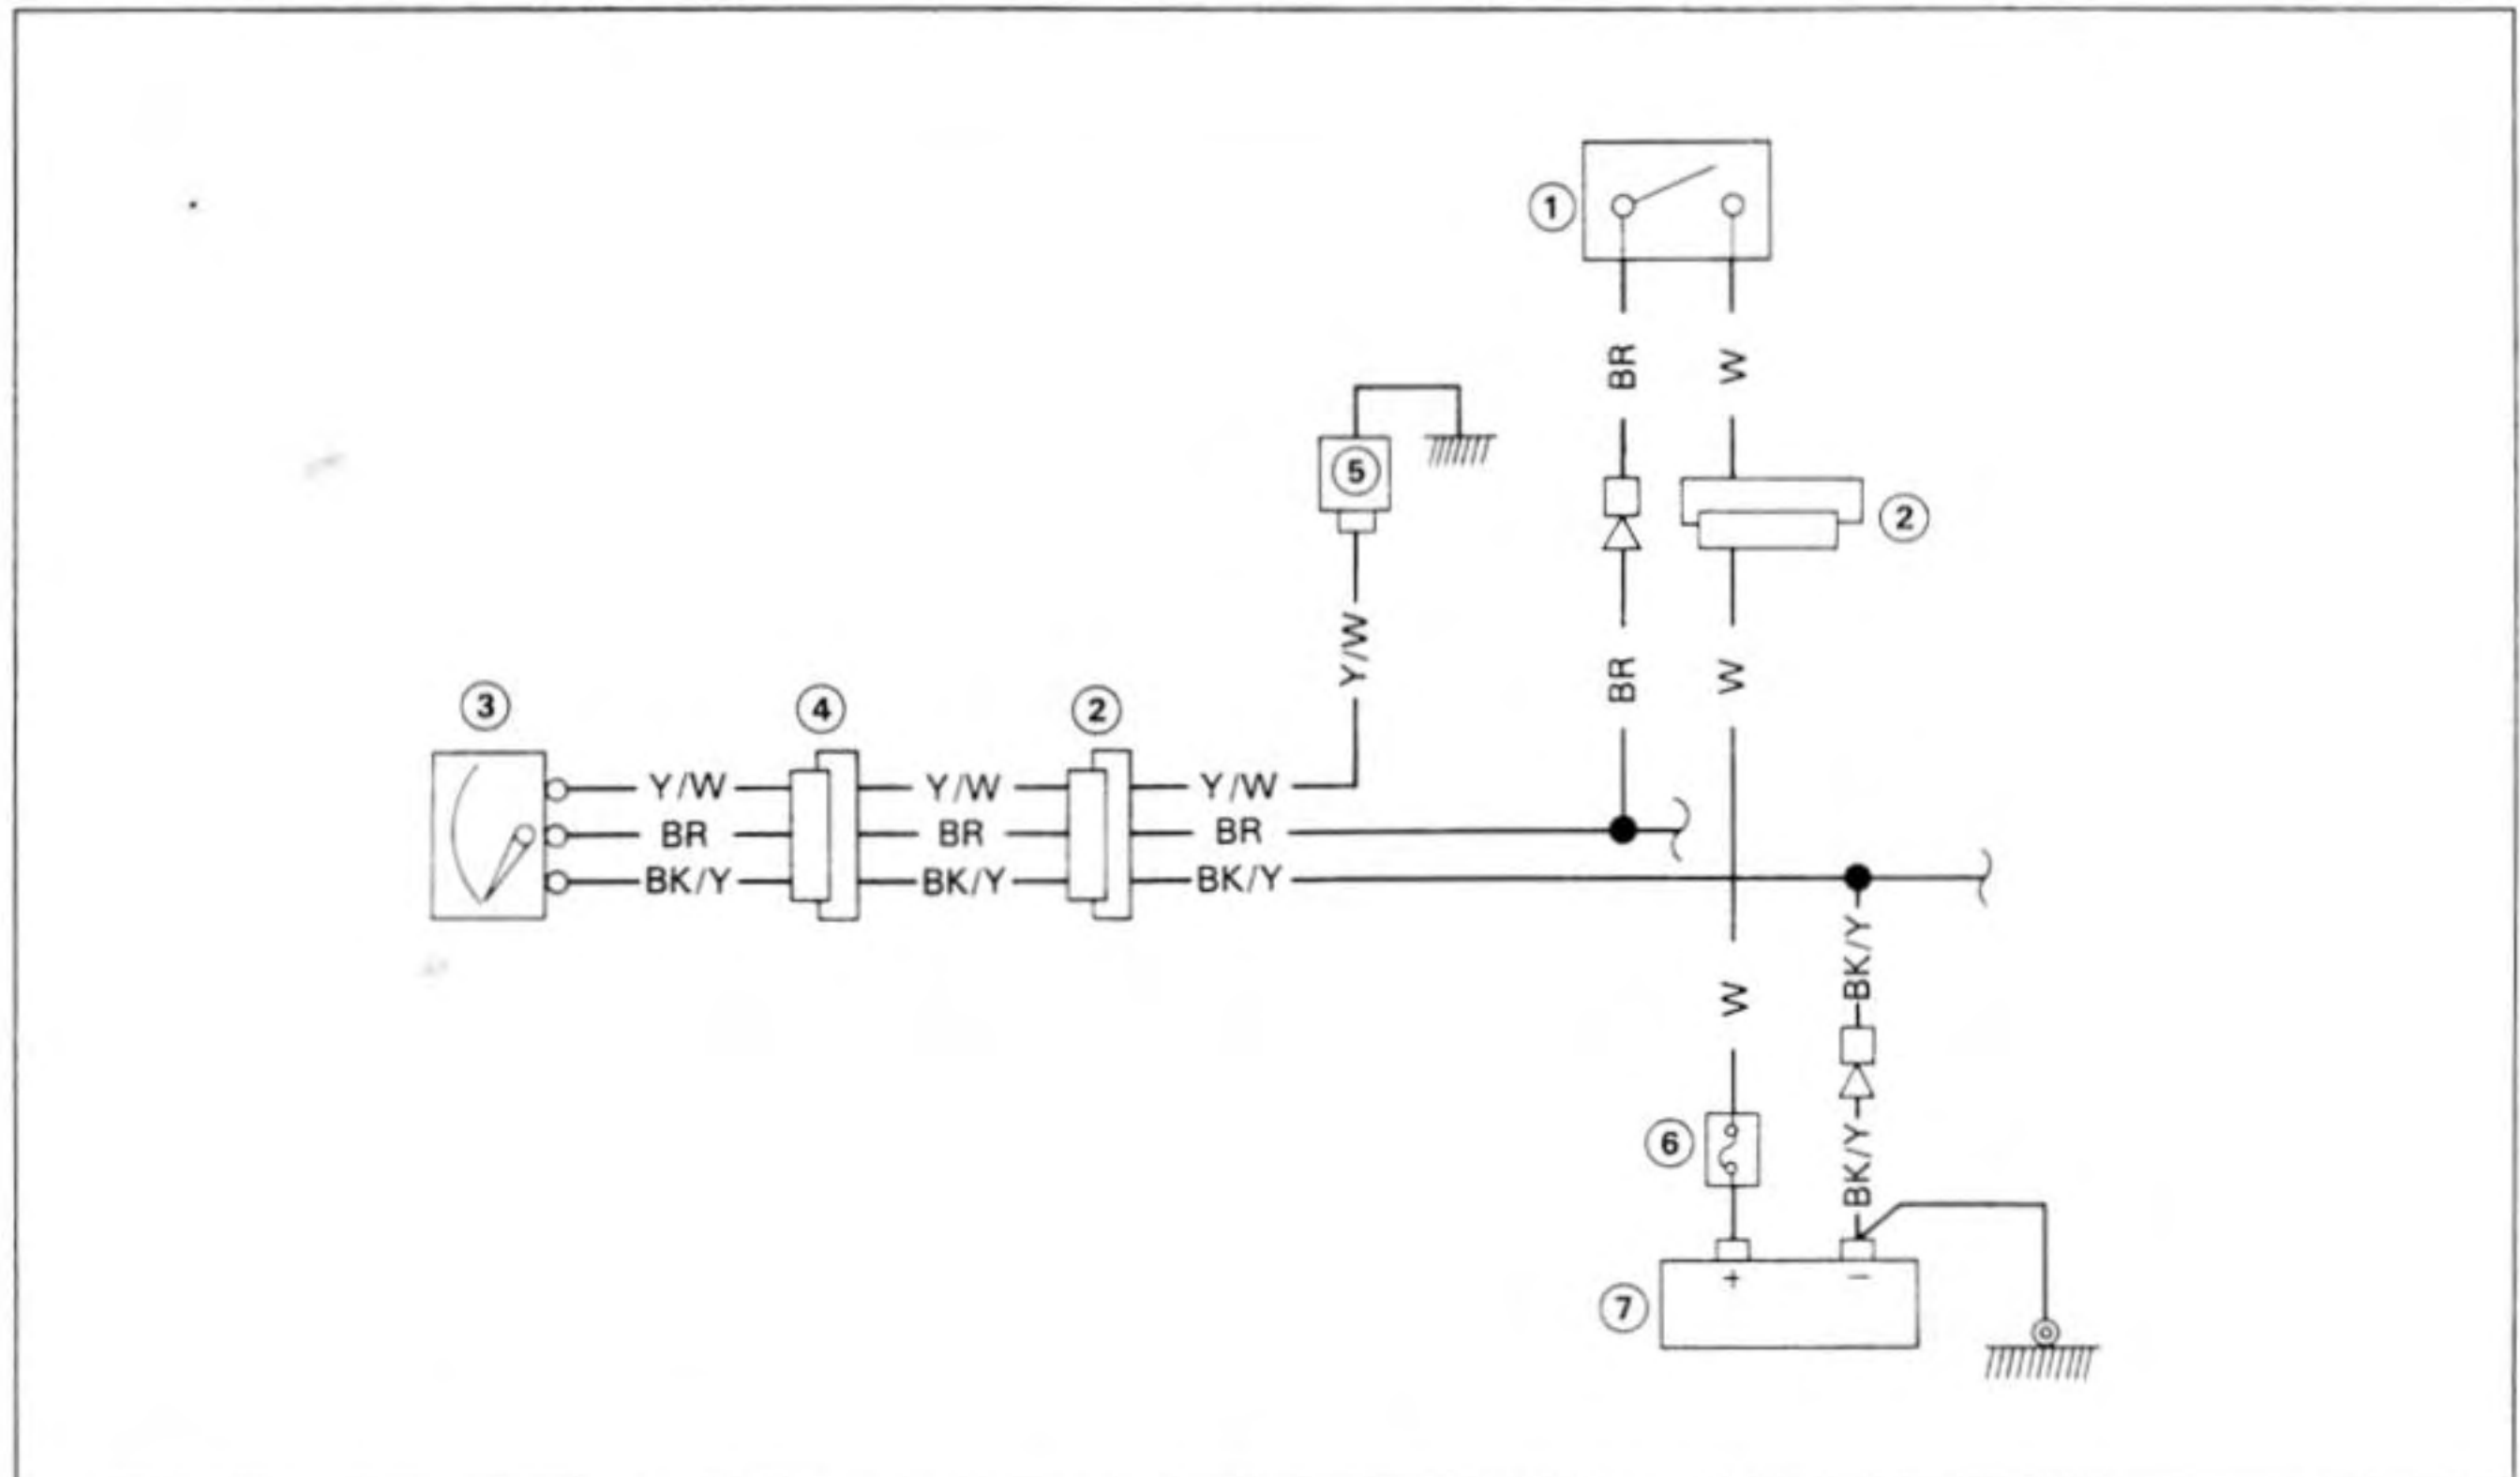 1
BR W
5
2
Y/W
BR W
3 4 2
Y/W Y/W Y/W
BR BR BR
BK/Y BK/Y BK/Y
BK/Y
W
6
BK/Y
+ −
7